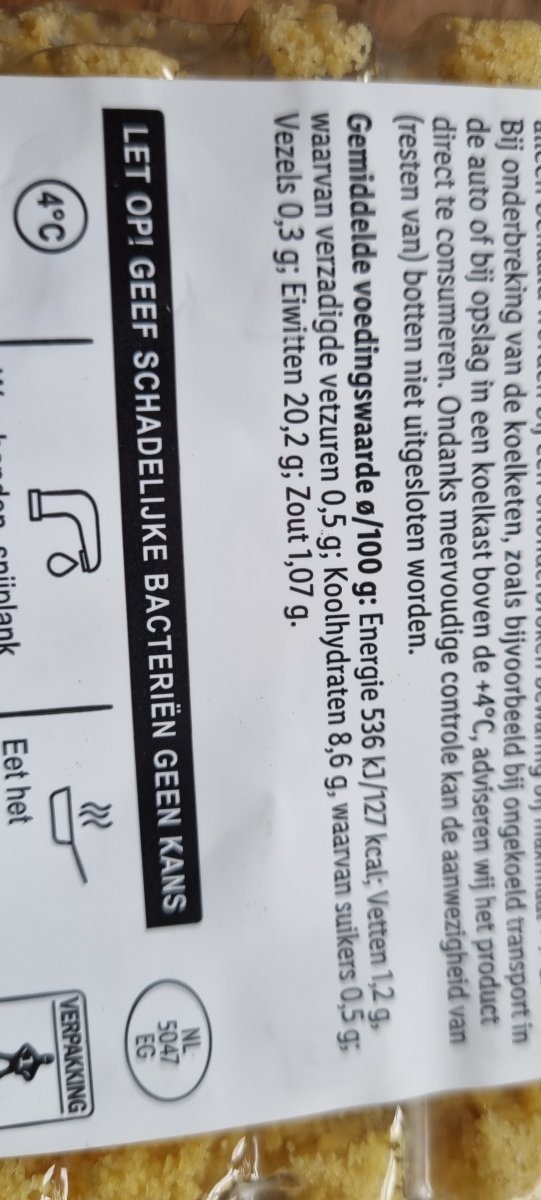 Bij onderbreking van de koelketen, zoals bijvoorbeeld bij ongekoeld transport in
de auto of bij opslag in een koelkast boven de +4°C, adviseren wij het product
direct te consumeren. Ondanks meervoudige controle kan de aanwezigheid van
(resten van) botten niet uitgesloten worden.
Gemiddelde voedingswaarde ø/100 g: Energie 536 kJ/127 kcal; Vetten 1,2 g,
waarvan verzadigde vetzuren 0,5 g; Koolhydraten 8,6 g, waarvan suikers 0,5 g;
Vezels 0,3 g; Eiwitten 20,2 g; Zout 1,07 g.
LET OP! GEEF SCHADELIJKE BACTERIËN GEEN KANS
NL
5047
EG
4°C
VERPAKKING
snijplank
Eet het